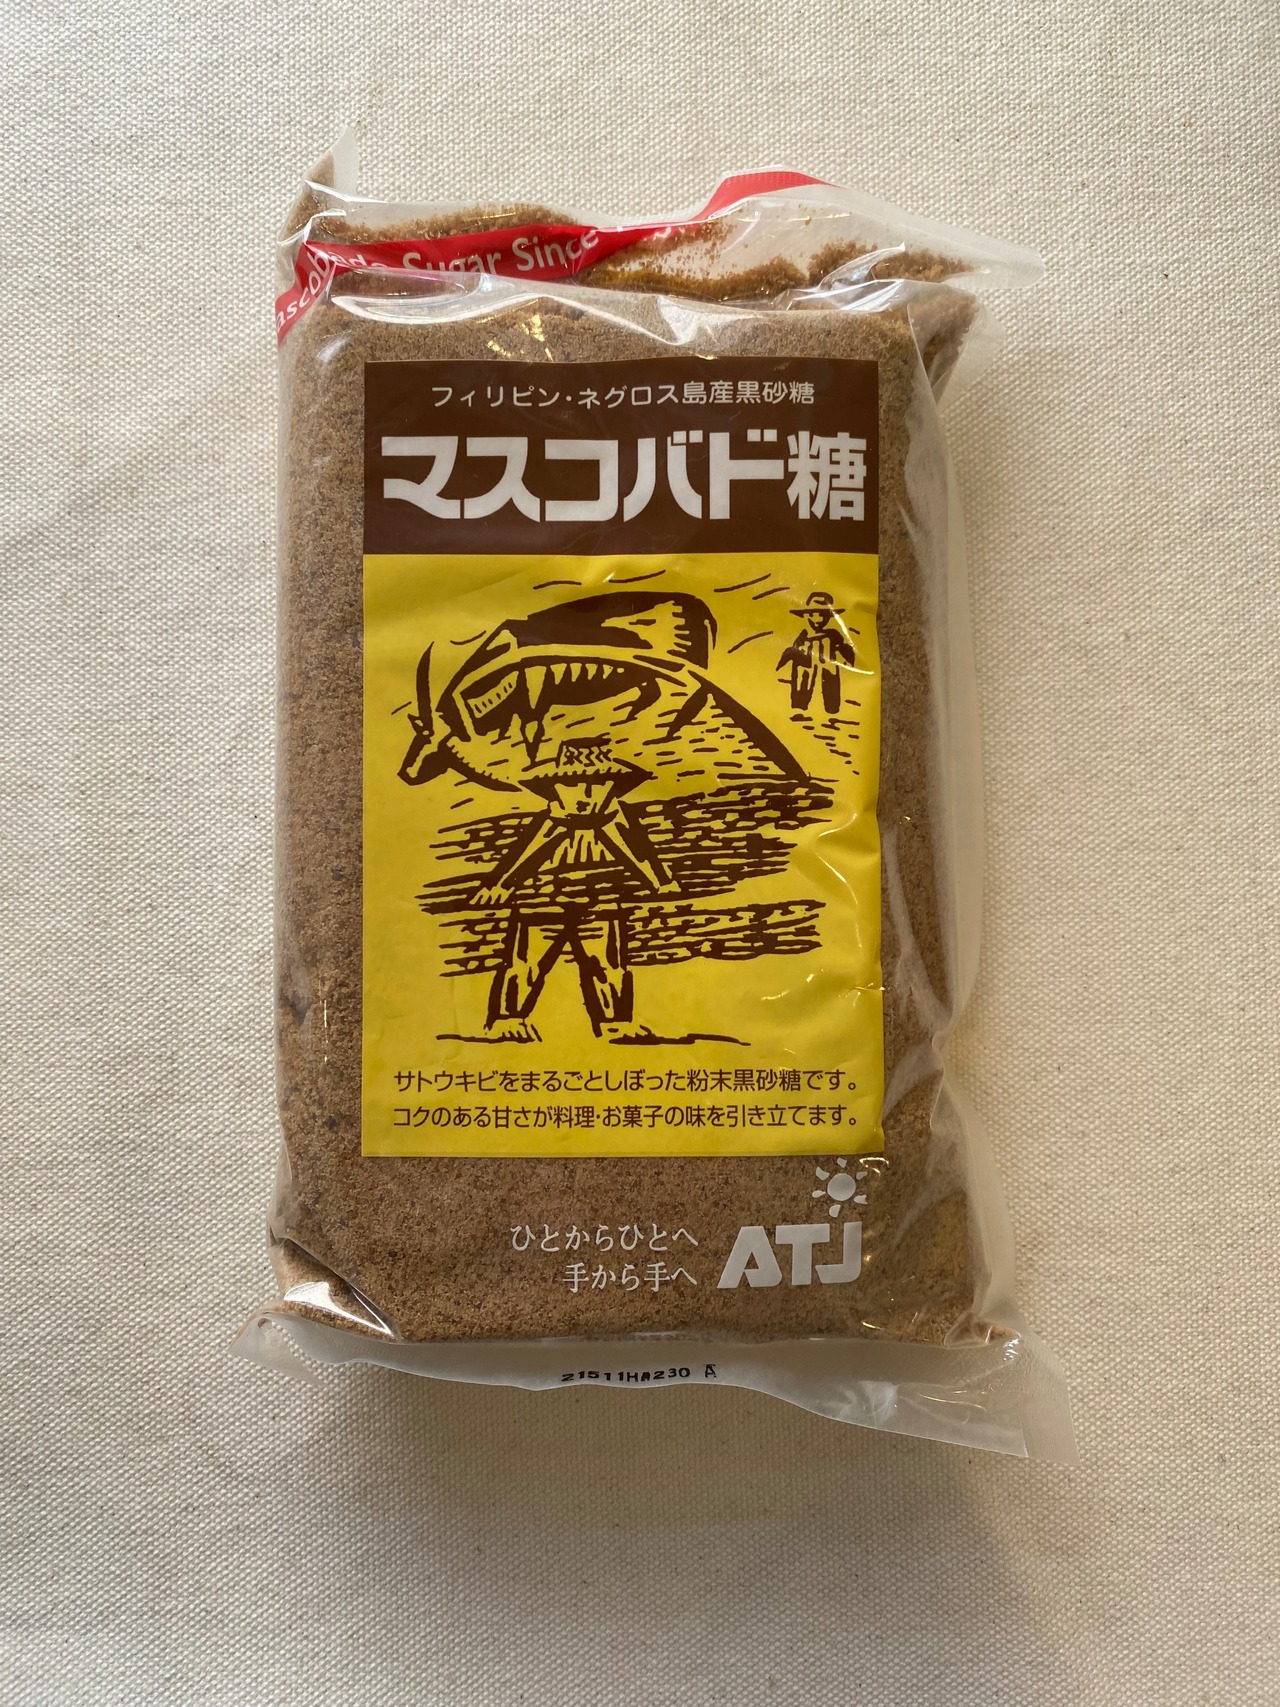 ascobada Sugar Since
フィリピン・ネグロス島産黒砂糖
マスコバド糖
サトウキビをまるごとしぼった粉末黒砂糖です。
コクのある甘さが料理・お菓子の味を引き立てます。
ひとからひとへ
手から手へ
ATJ
21511HA230 A